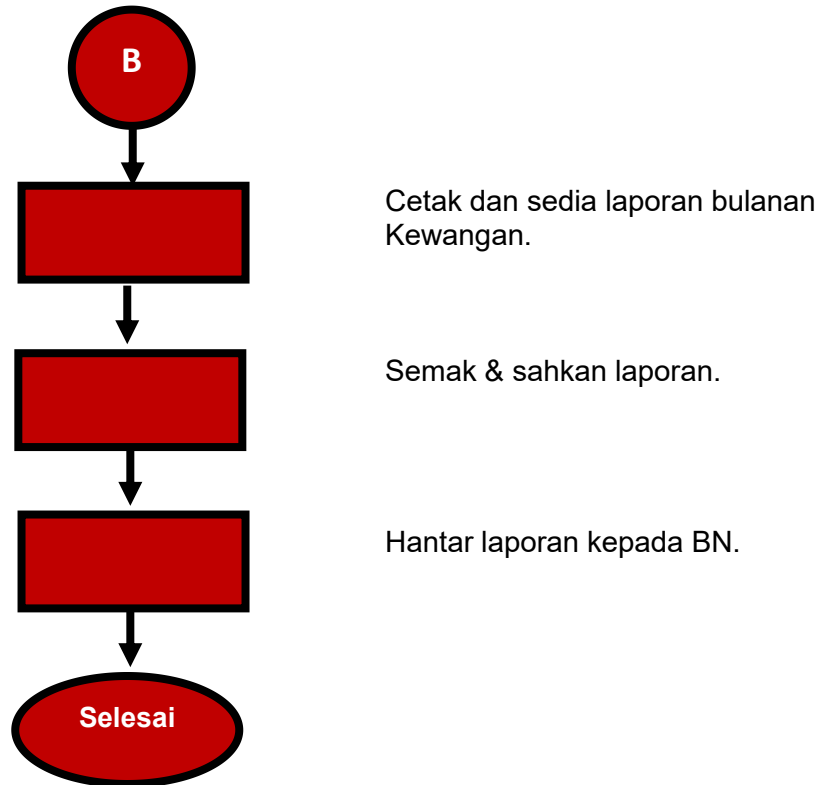 B
Cetak dan sedia laporan bulanan
Kewangan.
Semak & sahkan laporan.
Hantar laporan kepada BN.
Selesai